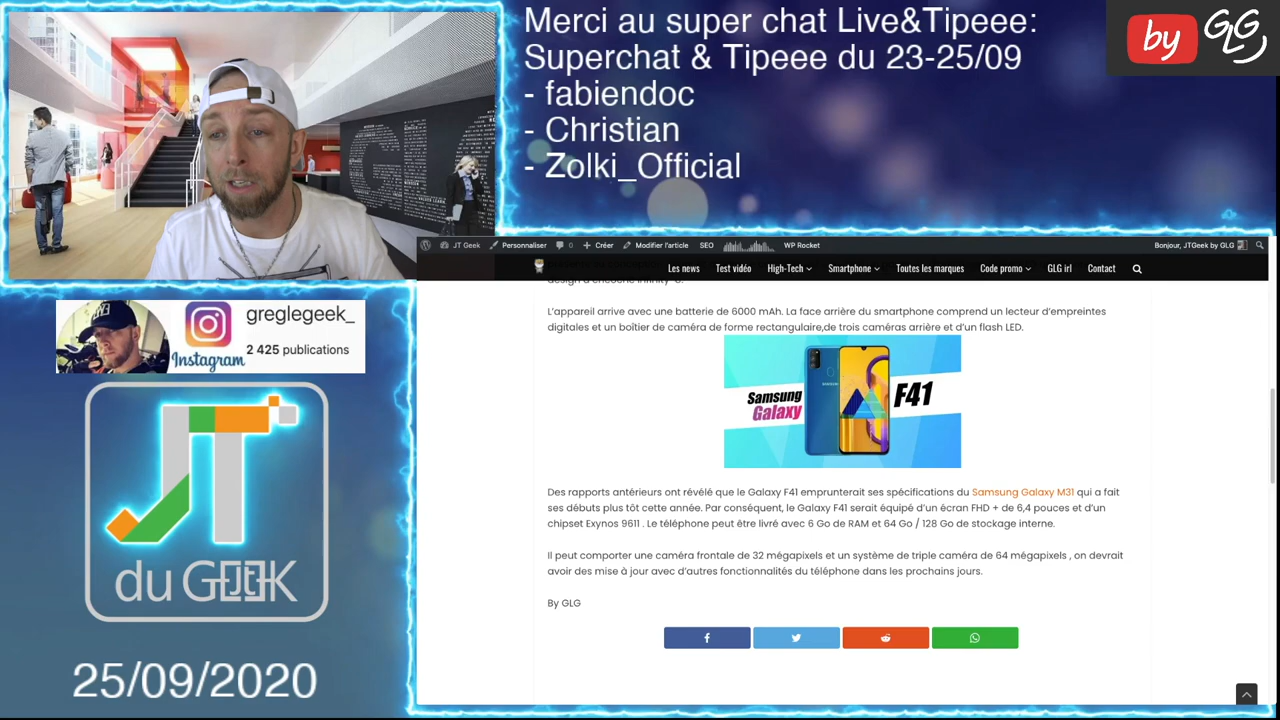 Merci au super chat Live&Tipeee:
Superchat & Tipeee du 23-25/09
- fabiendoc
- Christian
- Zolki_Official
by GLG
JT Geek Personnaliser 0 Créer Modifier l'article SEO WP Rocket Bonjour, JTGeek by GLG
Les news Test vidéo High-Tech Smartphone Toutes les marques Code promo GLG irl Contact
L'appareil arrive avec une batterie de 6000 mAh. La face arrière du smartphone comprend un lecteur d'empreintes
digitales et un boîtier de caméra de forme rectangulaire,de trois caméras arrière et d'un flash LED.
Samsung
Galaxy
F41
Des rapports antérieurs ont révélé que le Galaxy F41 emprunterait ses spécifications du Samsung Galaxy M31 qui a fait
ses débuts plus tôt cette année. Par conséquent, le Galaxy F41 serait équipé d'un écran FHD + de 6,4 pouces et d'un
chipset Exynos 9611 . Le téléphone peut être livré avec 6 Go de RAM et 64 Go / 128 Go de stockage interne.
Il peut comporter une caméra frontale de 32 mégapixels et un système de triple caméra de 64 mégapixels , on devrait
avoir des mise à jour avec d'autres fonctionnalités du téléphone dans les prochains jours.
By GLG
greglegeek_
2 425 publications
Instagram
JT
du GEEK
25/09/2020